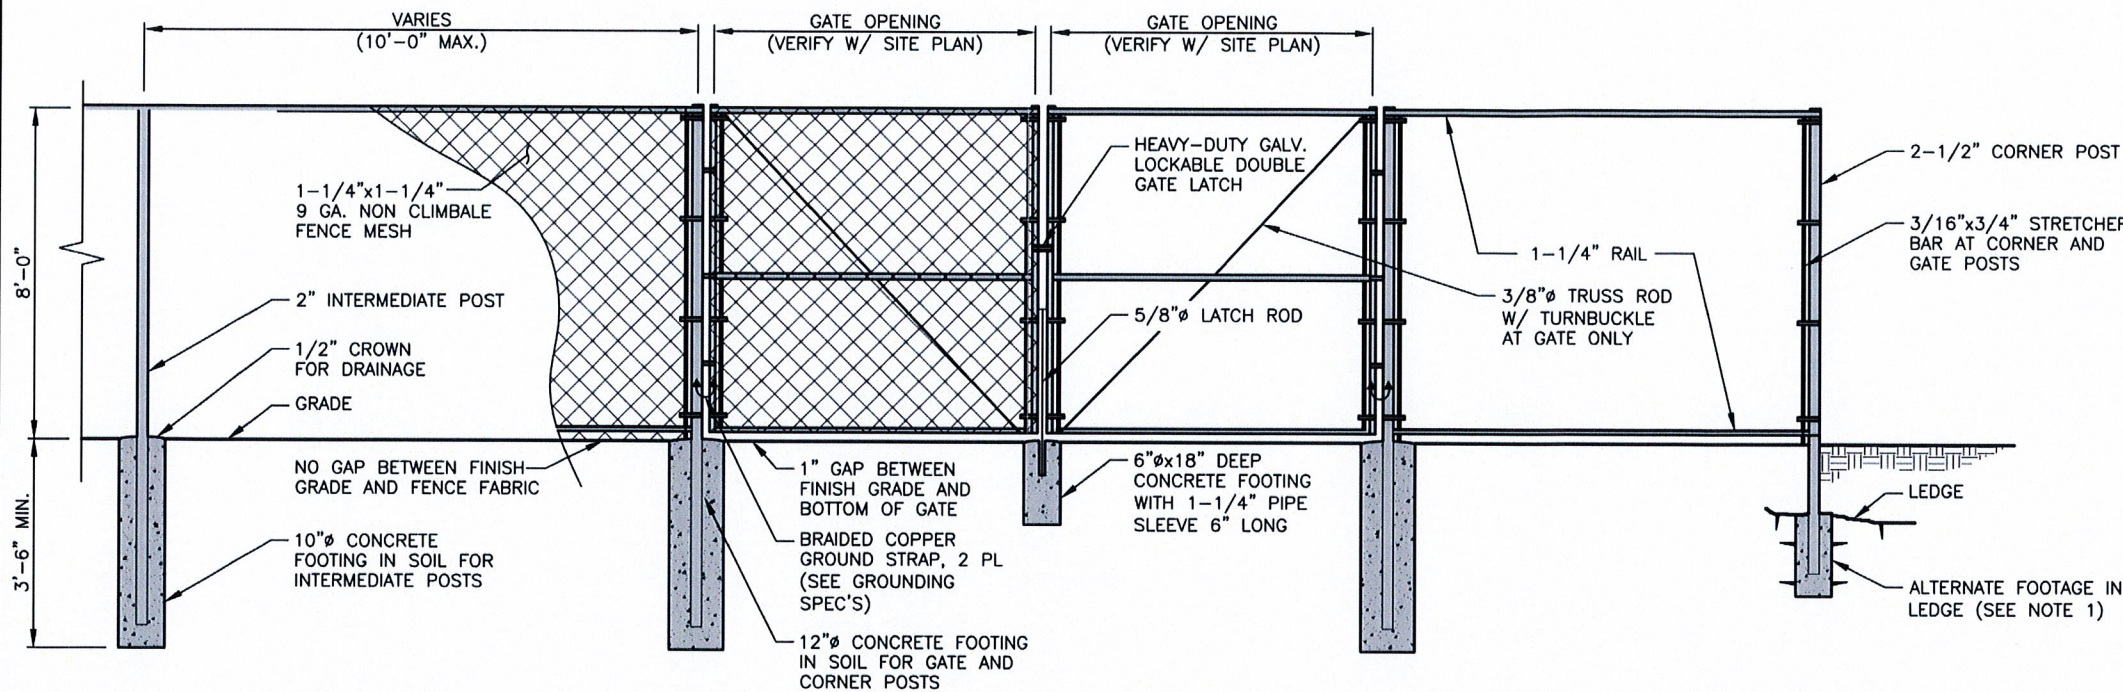 VARIES
(10'-0" MAX.)
GATE OPENING
(VERIFY W/ SITE PLAN)
GATE OPENING
(VERIFY W/ SITE PLAN)
8'-0"
3'-6" MIN.
1-1/4"x1-1/4"
9 GA. NON CLIMBALE
FENCE MESH
2" INTERMEDIATE POST
1/2" CROWN
FOR DRAINAGE
GRADE
NO GAP BETWEEN FINISH
GRADE AND FENCE FABRIC
10"ø CONCRETE
FOOTING IN SOIL FOR
INTERMEDIATE POSTS
1" GAP BETWEEN
FINISH GRADE AND
BOTTOM OF GATE
BRAIDED COPPER
GROUND STRAP, 2 PL
(SEE GROUNDING
SPEC'S)
12"ø CONCRETE FOOTING
IN SOIL FOR GATE AND
CORNER POSTS
HEAVY-DUTY GALV.
LOCKABLE DOUBLE
GATE LATCH
5/8"ø LATCH ROD
6"øx18" DEEP
CONCRETE FOOTING
WITH 1-1/4" PIPE
SLEEVE 6" LONG
1-1/4" RAIL
3/8"ø TRUSS ROD
W/ TURNBUCKLE
AT GATE ONLY
2-1/2" CORNER POST
3/16"x3/4" STRETCHER
BAR AT CORNER AND
GATE POSTS
LEDGE
ALTERNATE FOOTAGE IN
LEDGE (SEE NOTE 1)